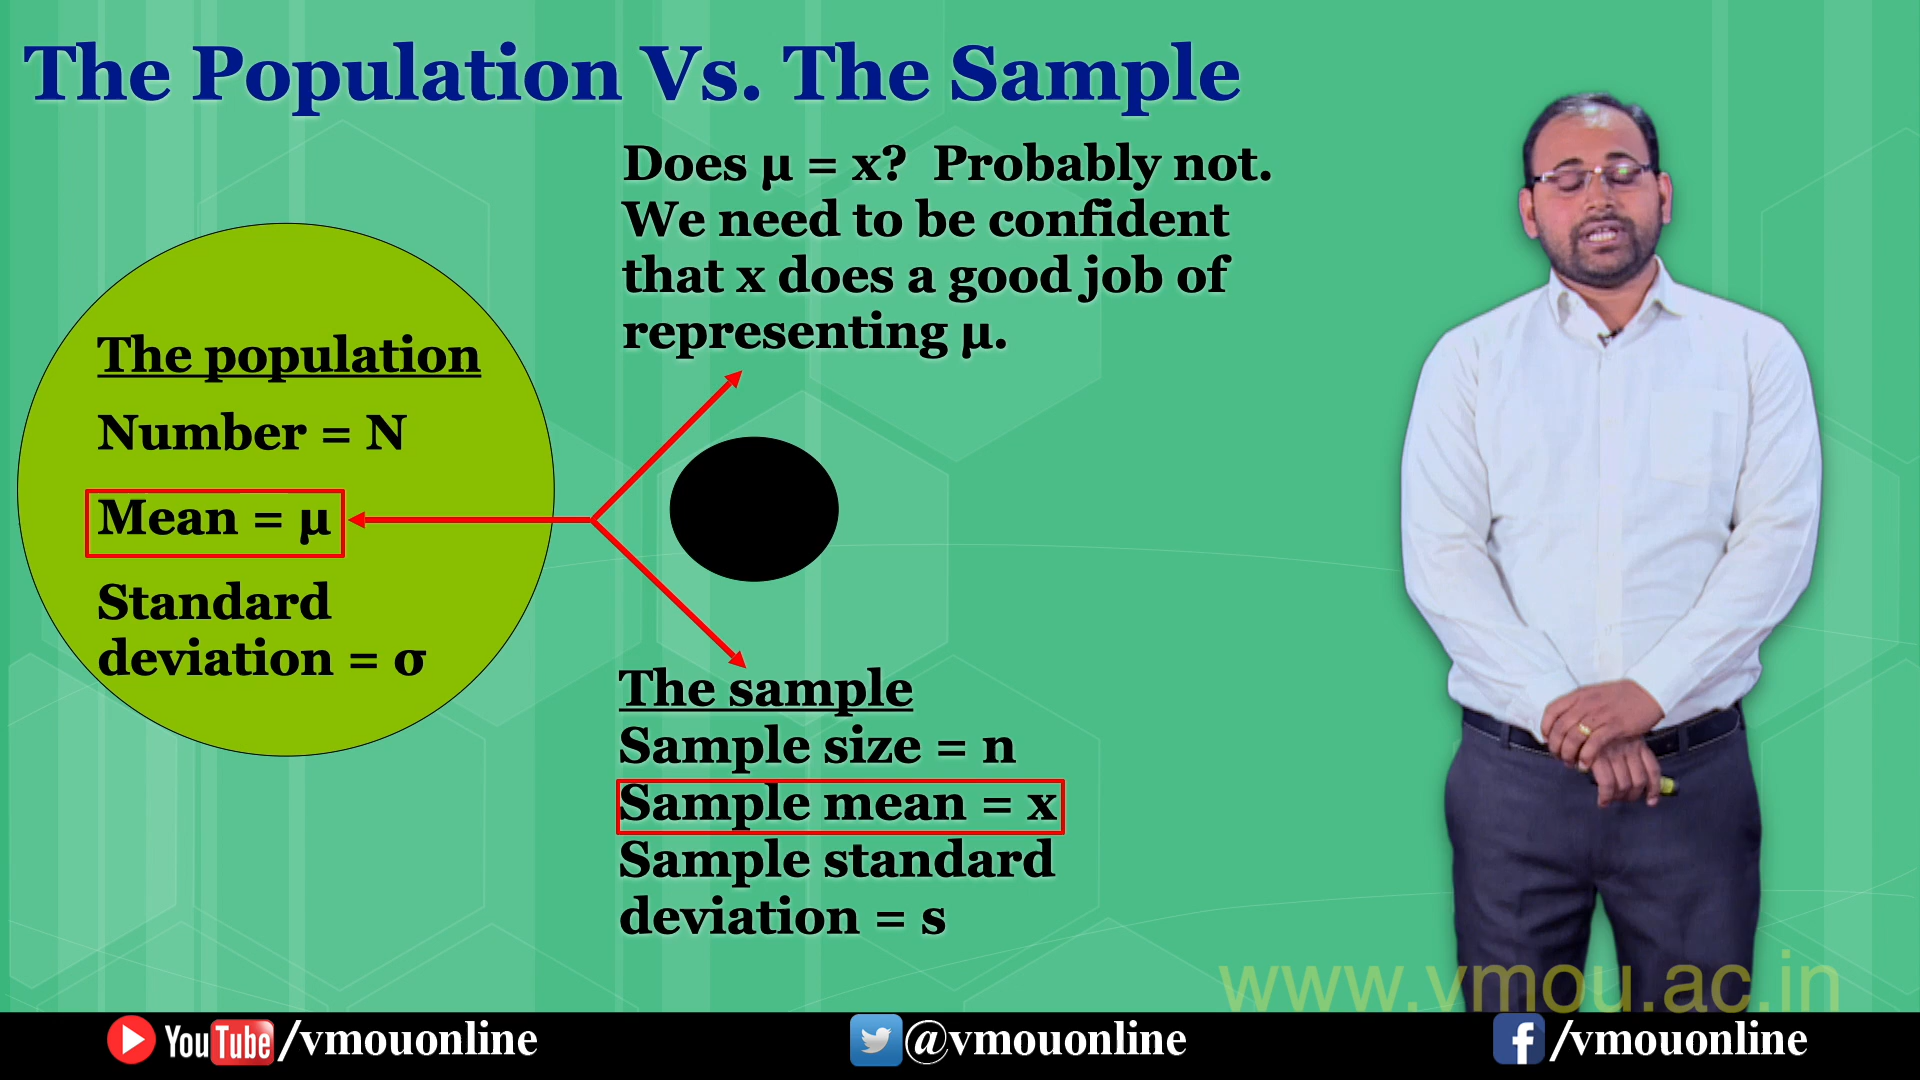 The Population Vs. The Sample
Does μ = x? Probably not.
We need to be confident
that x does a good job of
representing μ.
The population
Number = N
Mean = μ
Standard
deviation = σ
The sample
Sample size = n
Sample mean = x
Sample standard
deviation = s
www.vmou.ac.in
YouTube /vmouonline
@vmouonline
f /vmouonline